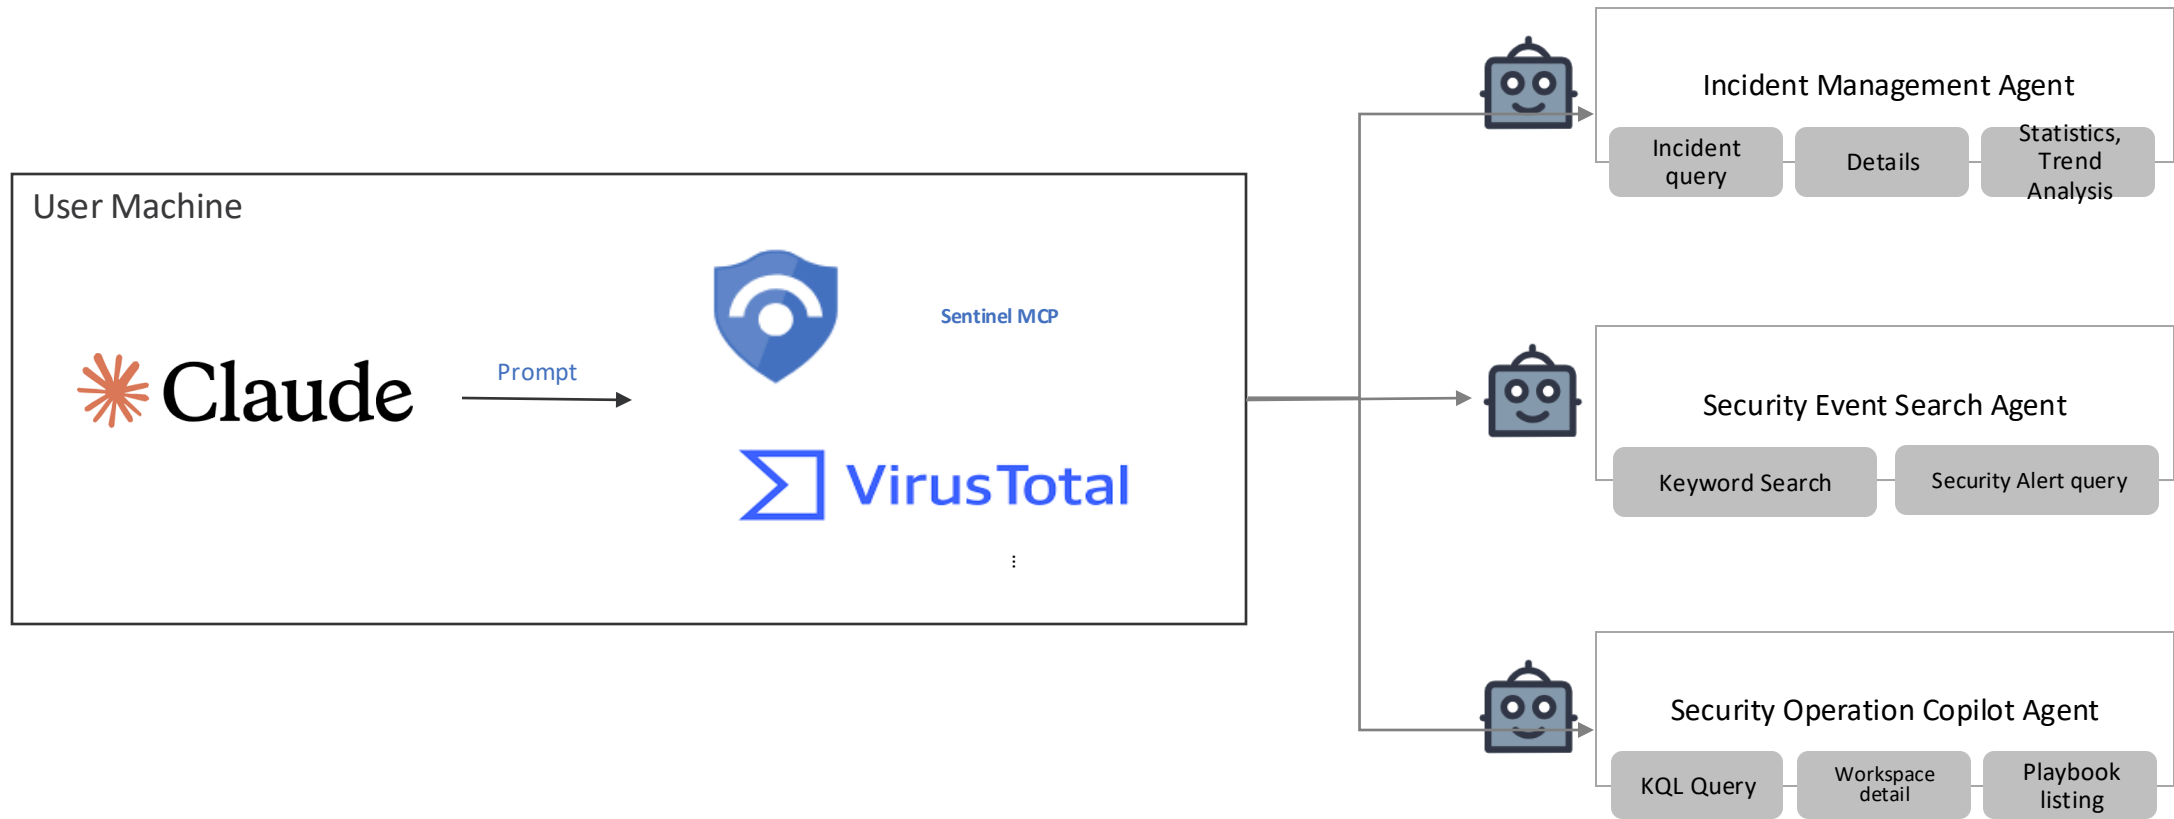 User Machine
Claude
Prompt
Sentinel MCP
VirusTotal
⋮
Incident Management Agent
Incident
query
Details
Statistics,
Trend
Analysis
Security Event Search Agent
Keyword Search
Security Alert query
Security Operation Copilot Agent
KQL Query
Workspace
detail
Playbook
listing